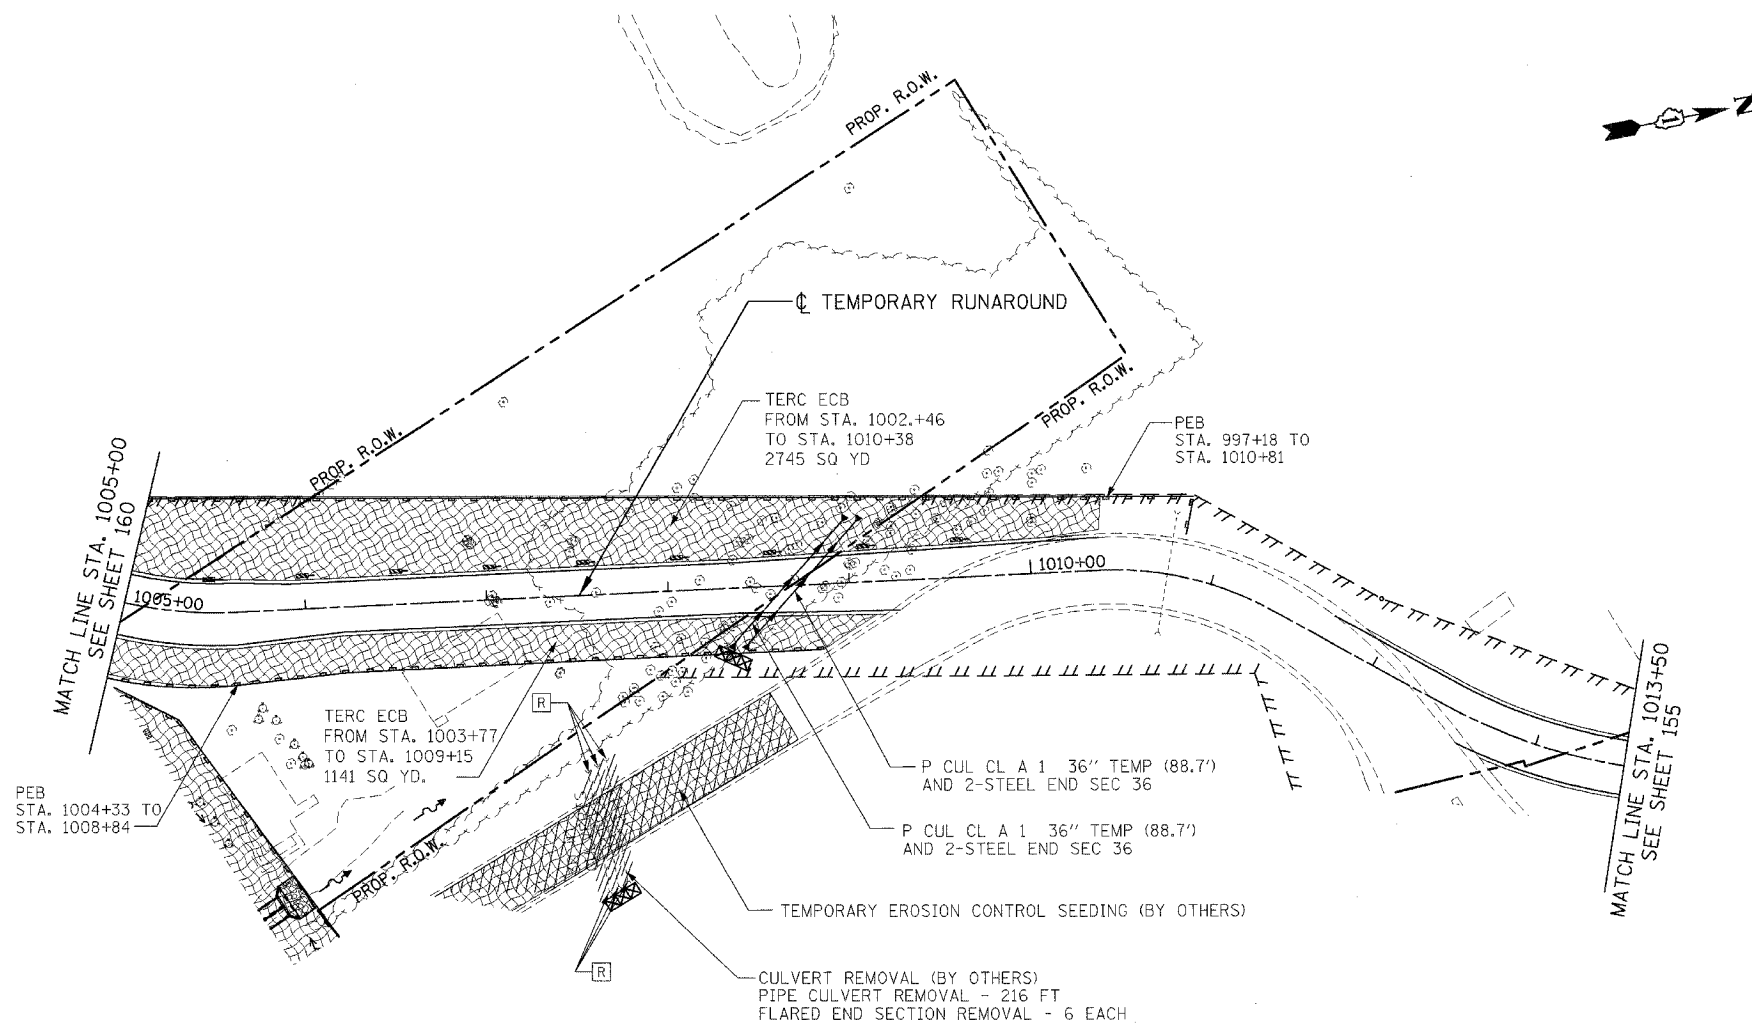 PROP. R.O.W.
N
℄ TEMPORARY RUNAROUND
PROP. R.O.W.
TERC ECB
FROM STA. 1002.+46
TO STA. 1010+38
2745 SQ YD
PEB
STA. 997+18 TO
STA. 1010+81
PROP. R.O.W.
MATCH LINE STA. 1005+00
SEE SHEET 160
1005+00
1010+00
R
TERC ECB
FROM STA. 1003+77
TO STA. 1009+15
1141 SQ YD.
PEB
STA. 1004+33 TO
STA. 1008+84
PROP. R.O.W.
P CUL CL A 1 36" TEMP (88.7')
AND 2-STEEL END SEC 36
P CUL CL A 1 36" TEMP (88.7')
AND 2-STEEL END SEC 36
MATCH LINE STA. 1013+50
SEE SHEET 155
TEMPORARY EROSION CONTROL SEEDING (BY OTHERS)
R
CULVERT REMOVAL (BY OTHERS)
PIPE CULVERT REMOVAL - 216 FT
FLARED END SECTION REMOVAL - 6 EACH